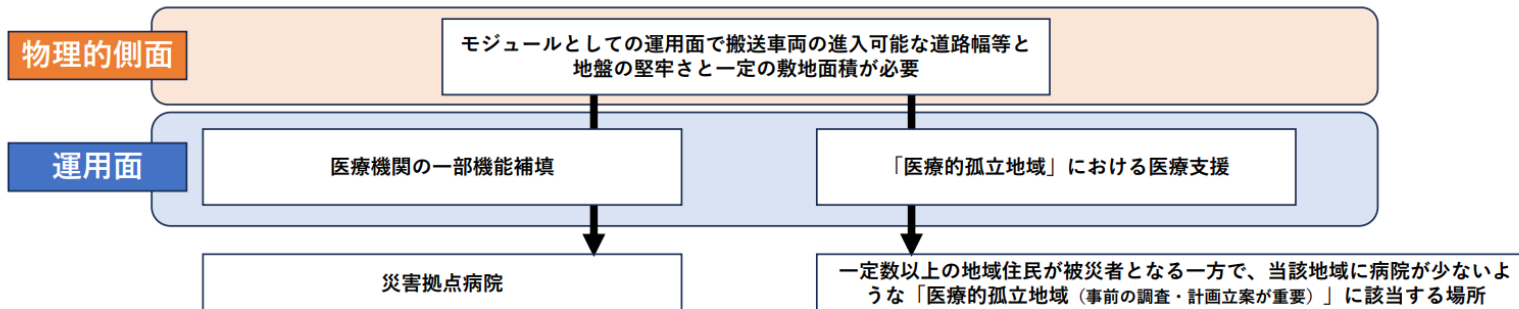 物理的側面
モジュールとしての運用面で搬送車両の進入可能な道路幅等と
地盤の堅牢さと一定の敷地面積が必要
運用面
医療機関の一部機能補填
「医療的孤立地域」における医療支援
災害拠点病院
一定数以上の地域住民が被災者となる一方で、当該地域に病院が少ないよ
うな「医療的孤立地域（事前の調査・計画立案が重要）」に該当する場所